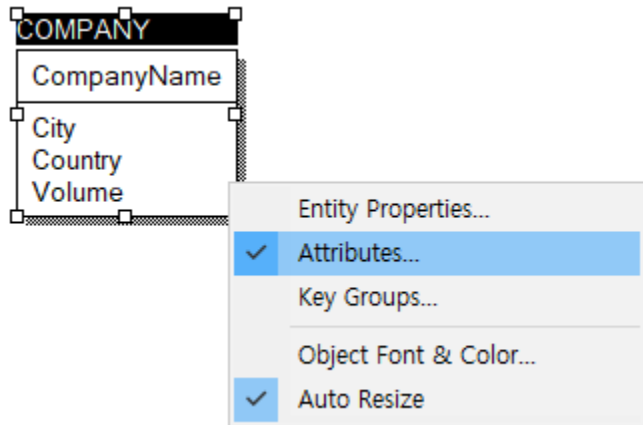 COMPANY
CompanyName
City
Country
Volume
Entity Properties...
Attributes...
Key Groups...
Object Font & Color...
Auto Resize